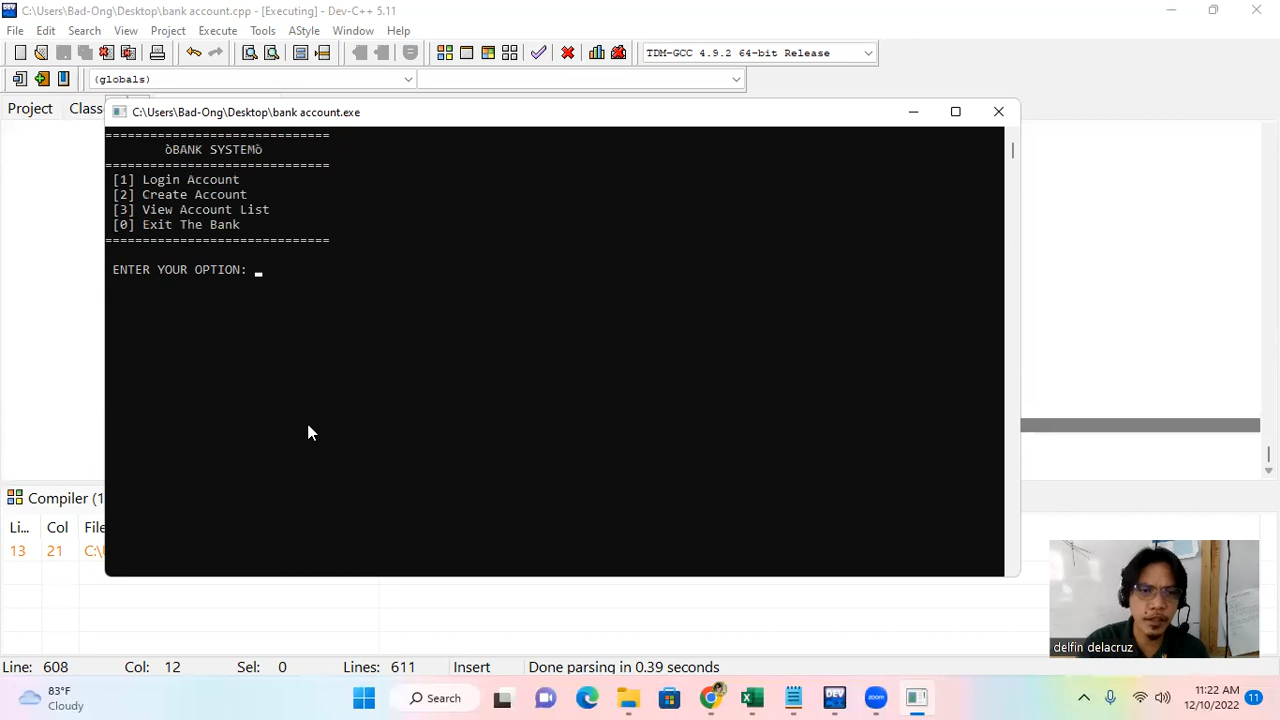 C:\Users\Bad-Ong\Desktop\bank account.cpp - [Executing] - Dev-C++ 5.11
File Edit Search View Project Execute Tools AStyle Window Help
TDM-GCC 4.9.2 64-bit Release
(globals)
Project Class
C:\Users\Bad-Ong\Desktop\bank account.exe
==============================
òBANK SYSTEMò
==============================
[1] Login Account
[2] Create Account
[3] View Account List
[0] Exit The Bank
==============================
ENTER YOUR OPTION:
Compiler (1
Li... Col File
13 21 C:\
delfin delacruz
Line: 608 Col: 12 Sel: 0 Lines: 611 Insert Done parsing in 0.39 seconds
83°F
Cloudy
Search
DEV
zoom
11:22 AM
12/10/2022
11